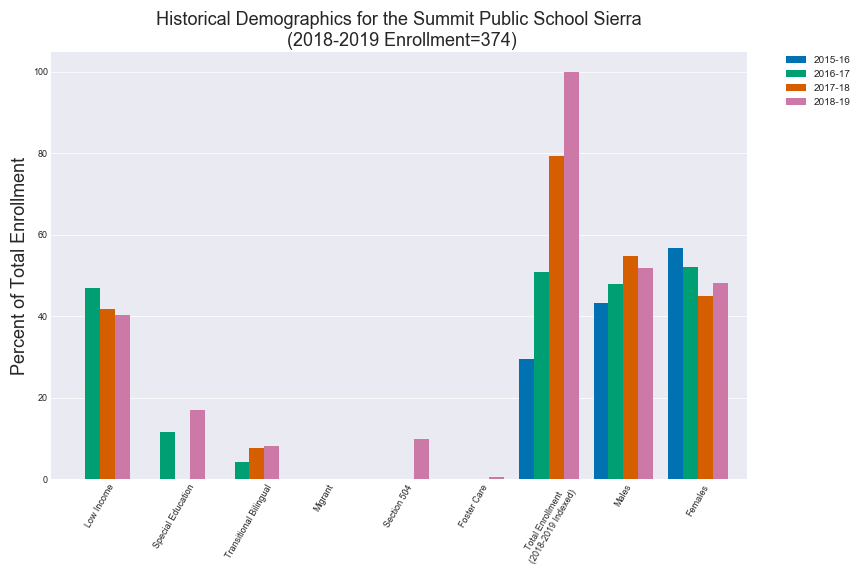 Historical Demographics for the Summit Public School Sierra
(2018-2019 Enrollment=374)
2015-16
2016-17
2017-18
2018-19
Percent of Total Enrollment
100
80
60
40
20
0
Low Income
Special Education
Transitional Bilingual
Migrant
Section 504
Foster Care
Total Enrollment
(2018-2019 Indexed)
Males
Females